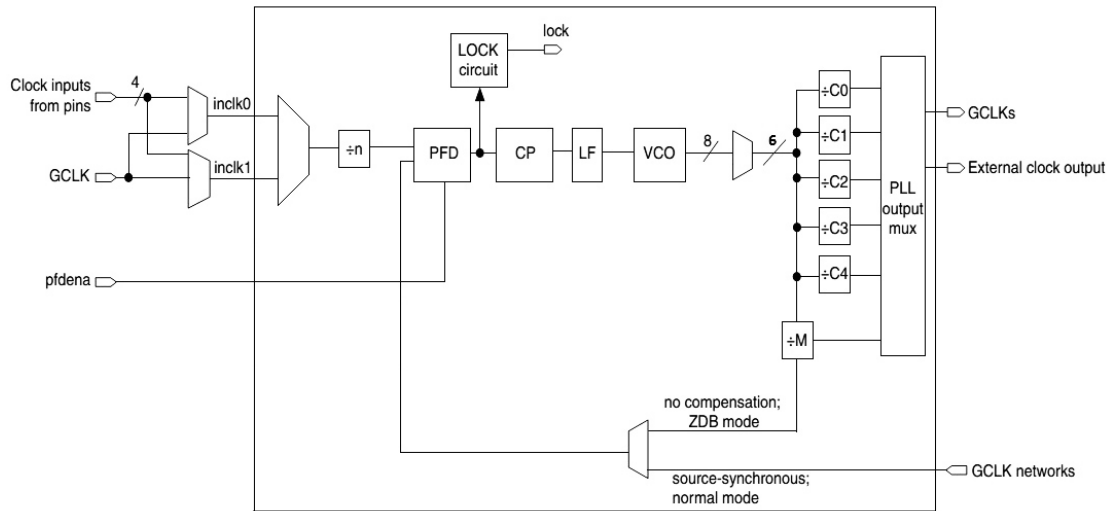 lock
LOCK
circuit
4
Clock inputs
from pins
inclk0
÷n
PFD
CP
LF
VCO
8
6
÷C0
÷C1
÷C2
÷C3
÷C4
PLL
output
mux
GCLKs
External clock output
GCLK
inclk1
pfdena
÷M
no compensation;
ZDB mode
source-synchronous;
normal mode
GCLK networks